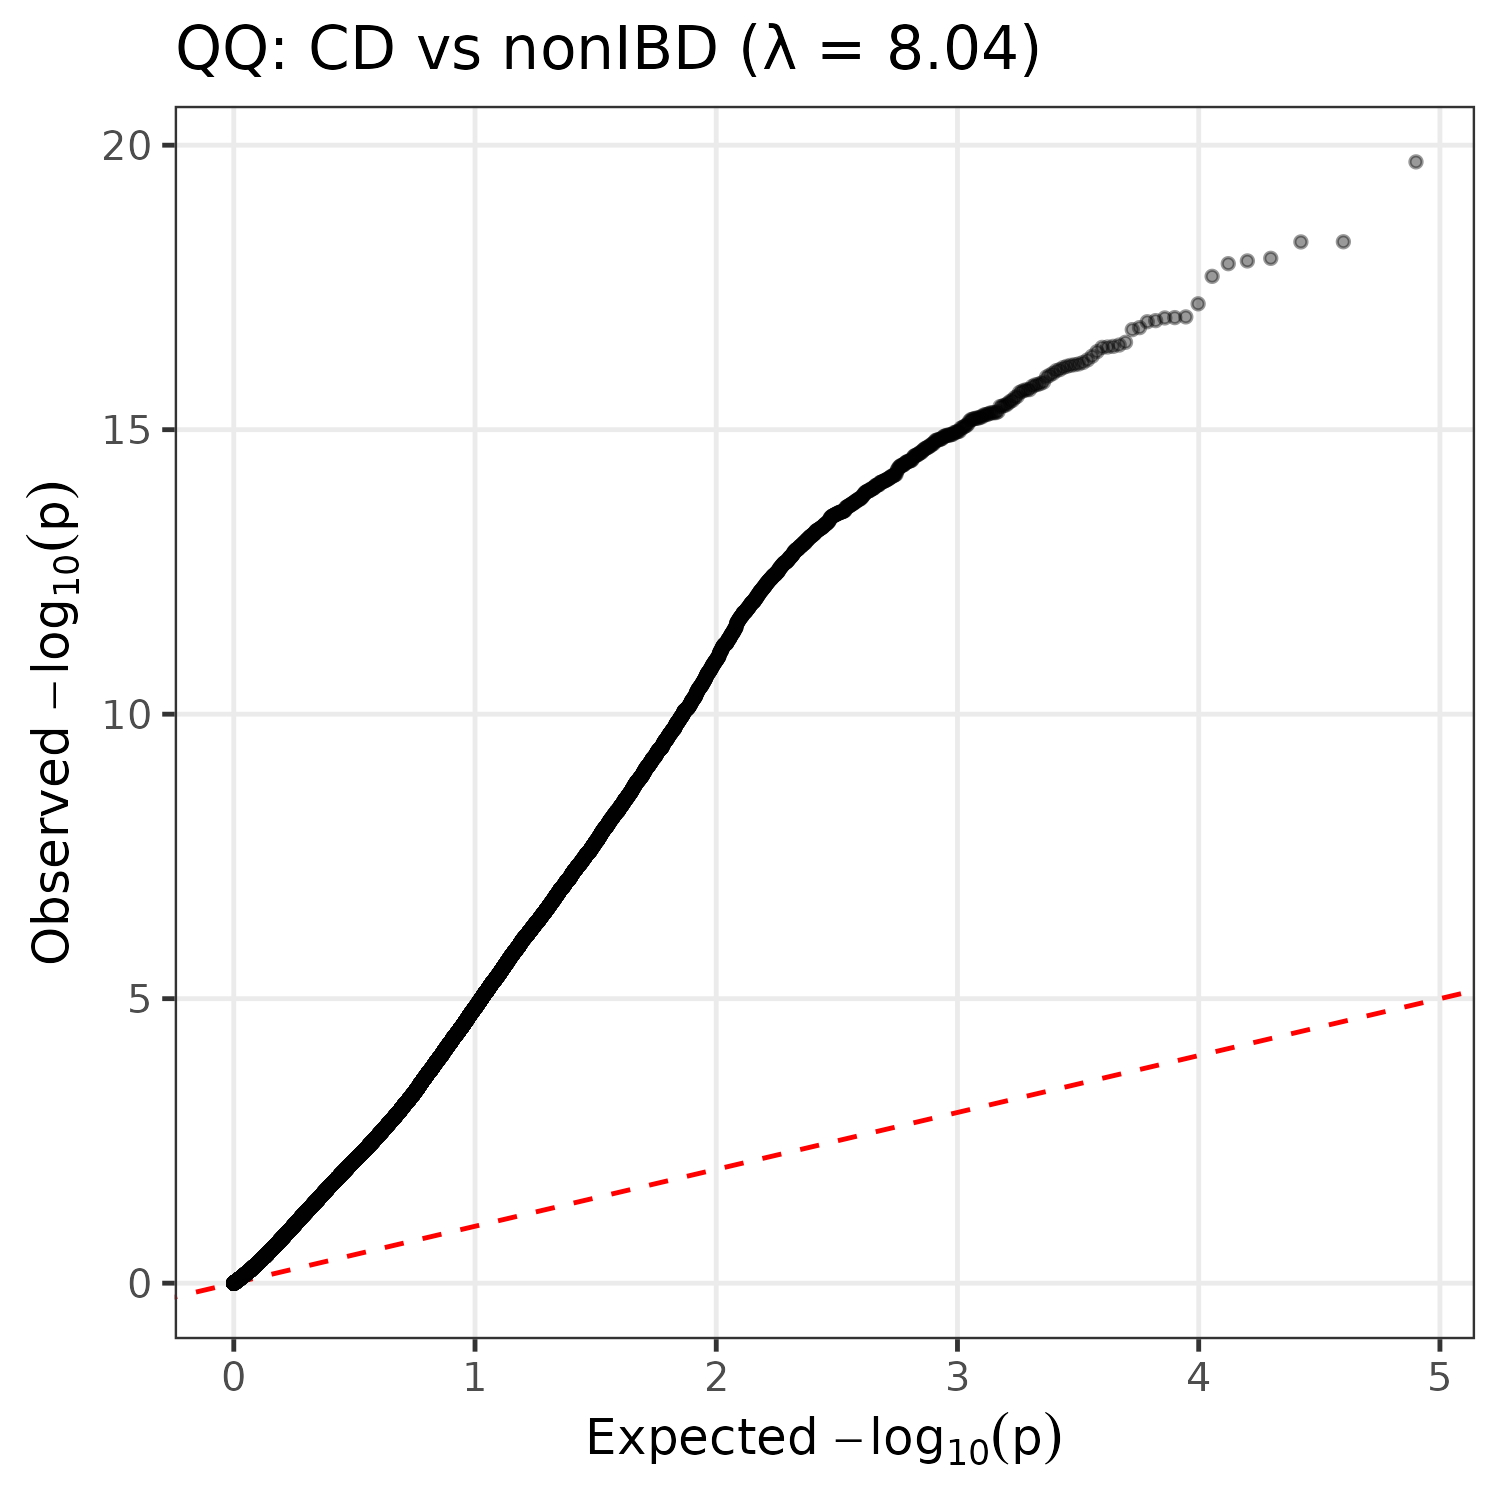 QQ: CD vs nonIBD (λ = 8.04)
Observed −log10(p)
20
15
10
5
0
0 1 2 3 4 5
Expected −log10(p)